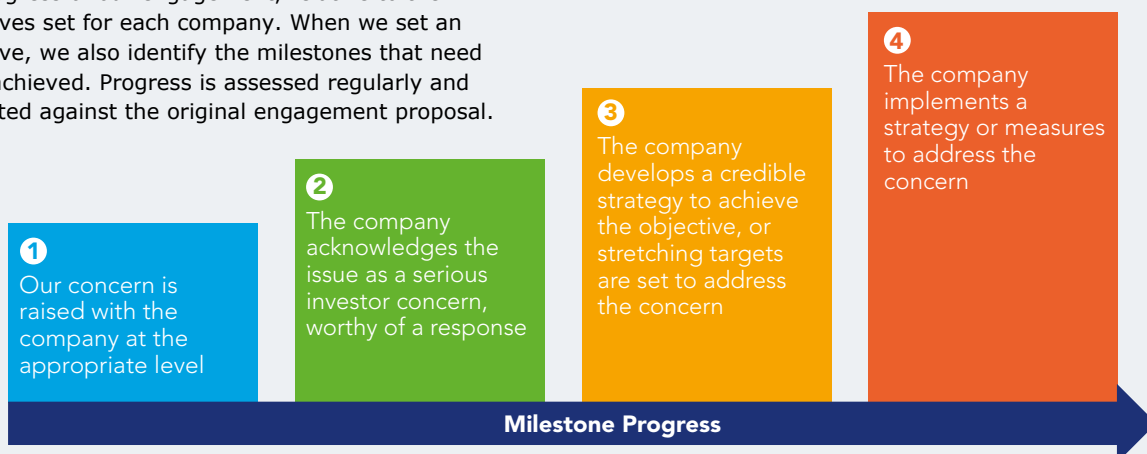 ves set for each company. When we set an
ve, we also identify the milestones that need
chieved. Progress is assessed regularly and
ted against the original engagement proposal.
1
Our concern is
raised with the
company at the
appropriate level
2
The company
acknowledges the
issue as a serious
investor concern,
worthy of a response
3
The company
develops a credible
strategy to achieve
the objective, or
stretching targets
are set to address
the concern
4
The company
implements a
strategy or measures
to address the
concern
Milestone Progress